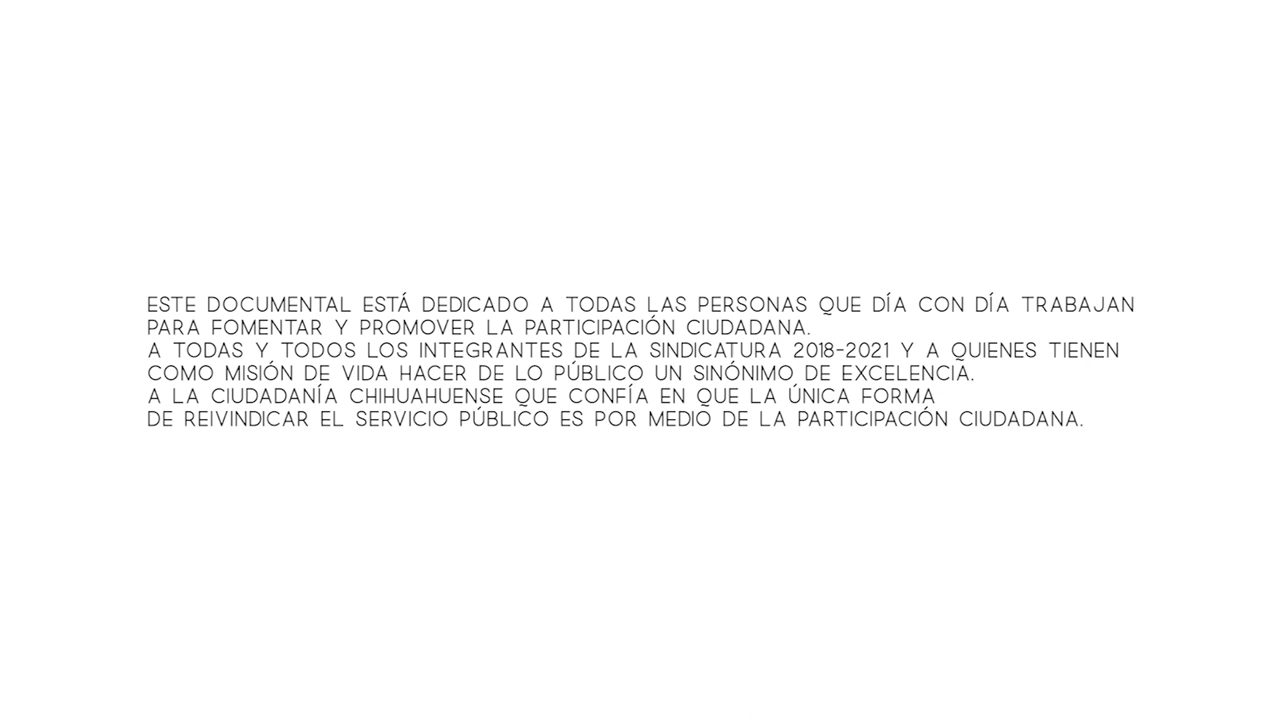 ESTE DOCUMENTAL ESTÁ DEDICADO A TODAS LAS PERSONAS QUE DÍA CON DÍA TRABAJAN
PARA FOMENTAR Y PROMOVER LA PARTICIPACIÓN CIUDADANA.
A TODAS Y TODOS LOS INTEGRANTES DE LA SINDICATURA 2018-2021 Y A QUIENES TIENEN
COMO MISIÓN DE VIDA HACER DE LO PÚBLICO UN SINÓNIMO DE EXCELENCIA.
A LA CIUDADANÍA CHIHUAHUENSE QUE CONFÍA EN QUE LA ÚNICA FORMA
DE REIVINDICAR EL SERVICIO PÚBLICO ES POR MEDIO DE LA PARTICIPACIÓN CIUDADANA.